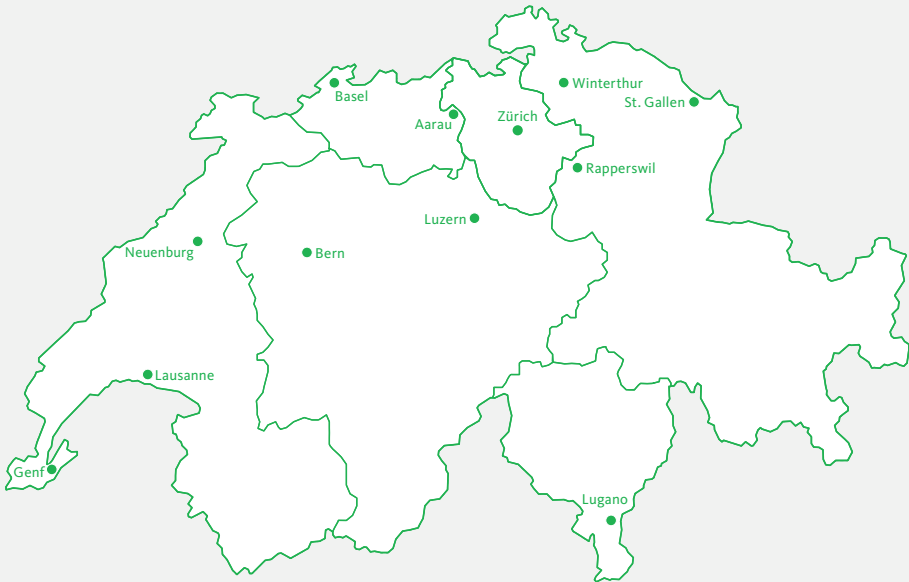 Winterthur
Basel
St. Gallen
Zürich
Aarau
Rapperswil
Luzern
Neuenburg
Bern
Lausanne
Genf
Lugano